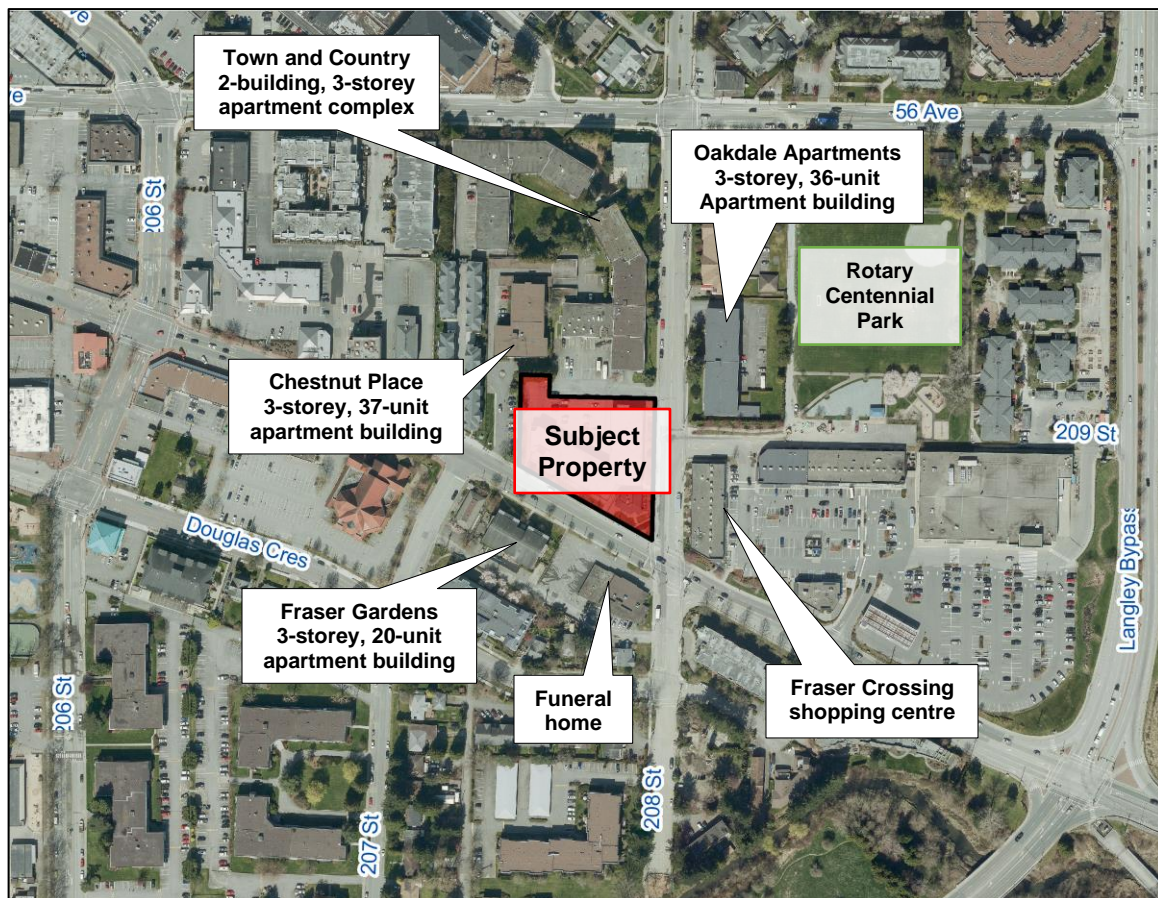 ve
Town and Country
2-building, 3-storey
apartment complex
ve
56 Ave
Oakdale Apartments
3-storey, 36-unit
Apartment building
206 St
Rotary
Centennial
Park
Chestnut Place
3-storey, 37-unit
apartment building
Subject
Property
209 St
Douglas Cres
Langley Bypass
Fraser Gardens
3-storey, 20-unit
apartment building
Funeral
home
Fraser Crossing
shopping centre
206 St
207 St
208 St